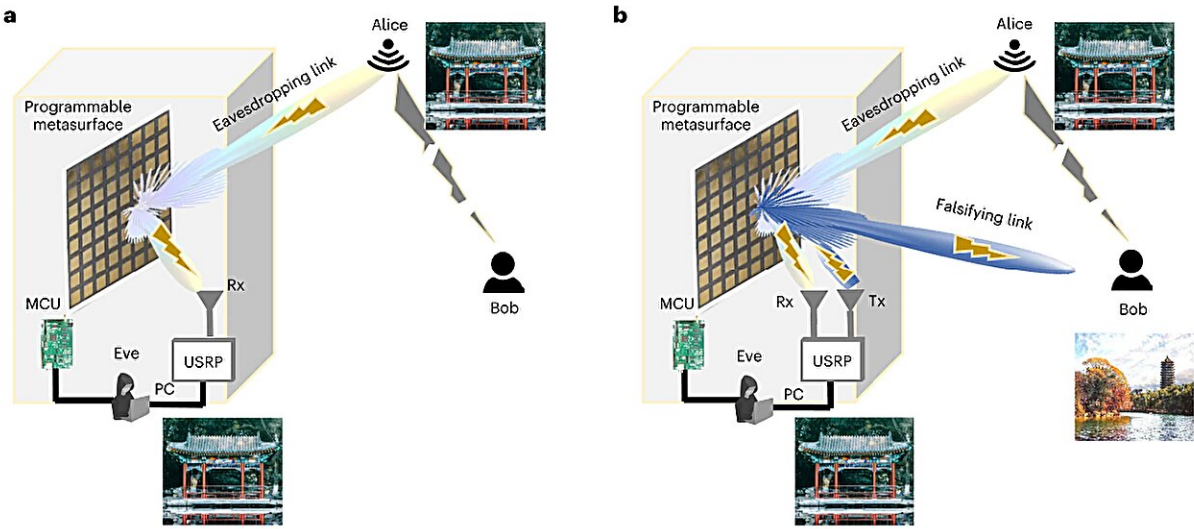 a
Alice
Programmable
metasurface
Eavesdropping link
Rx
MCU
Eve
PC
USRP
Bob
b
Alice
Programmable
metasurface
Eavesdropping link
Falsifying link
Rx
Tx
MCU
Eve
PC
USRP
Bob